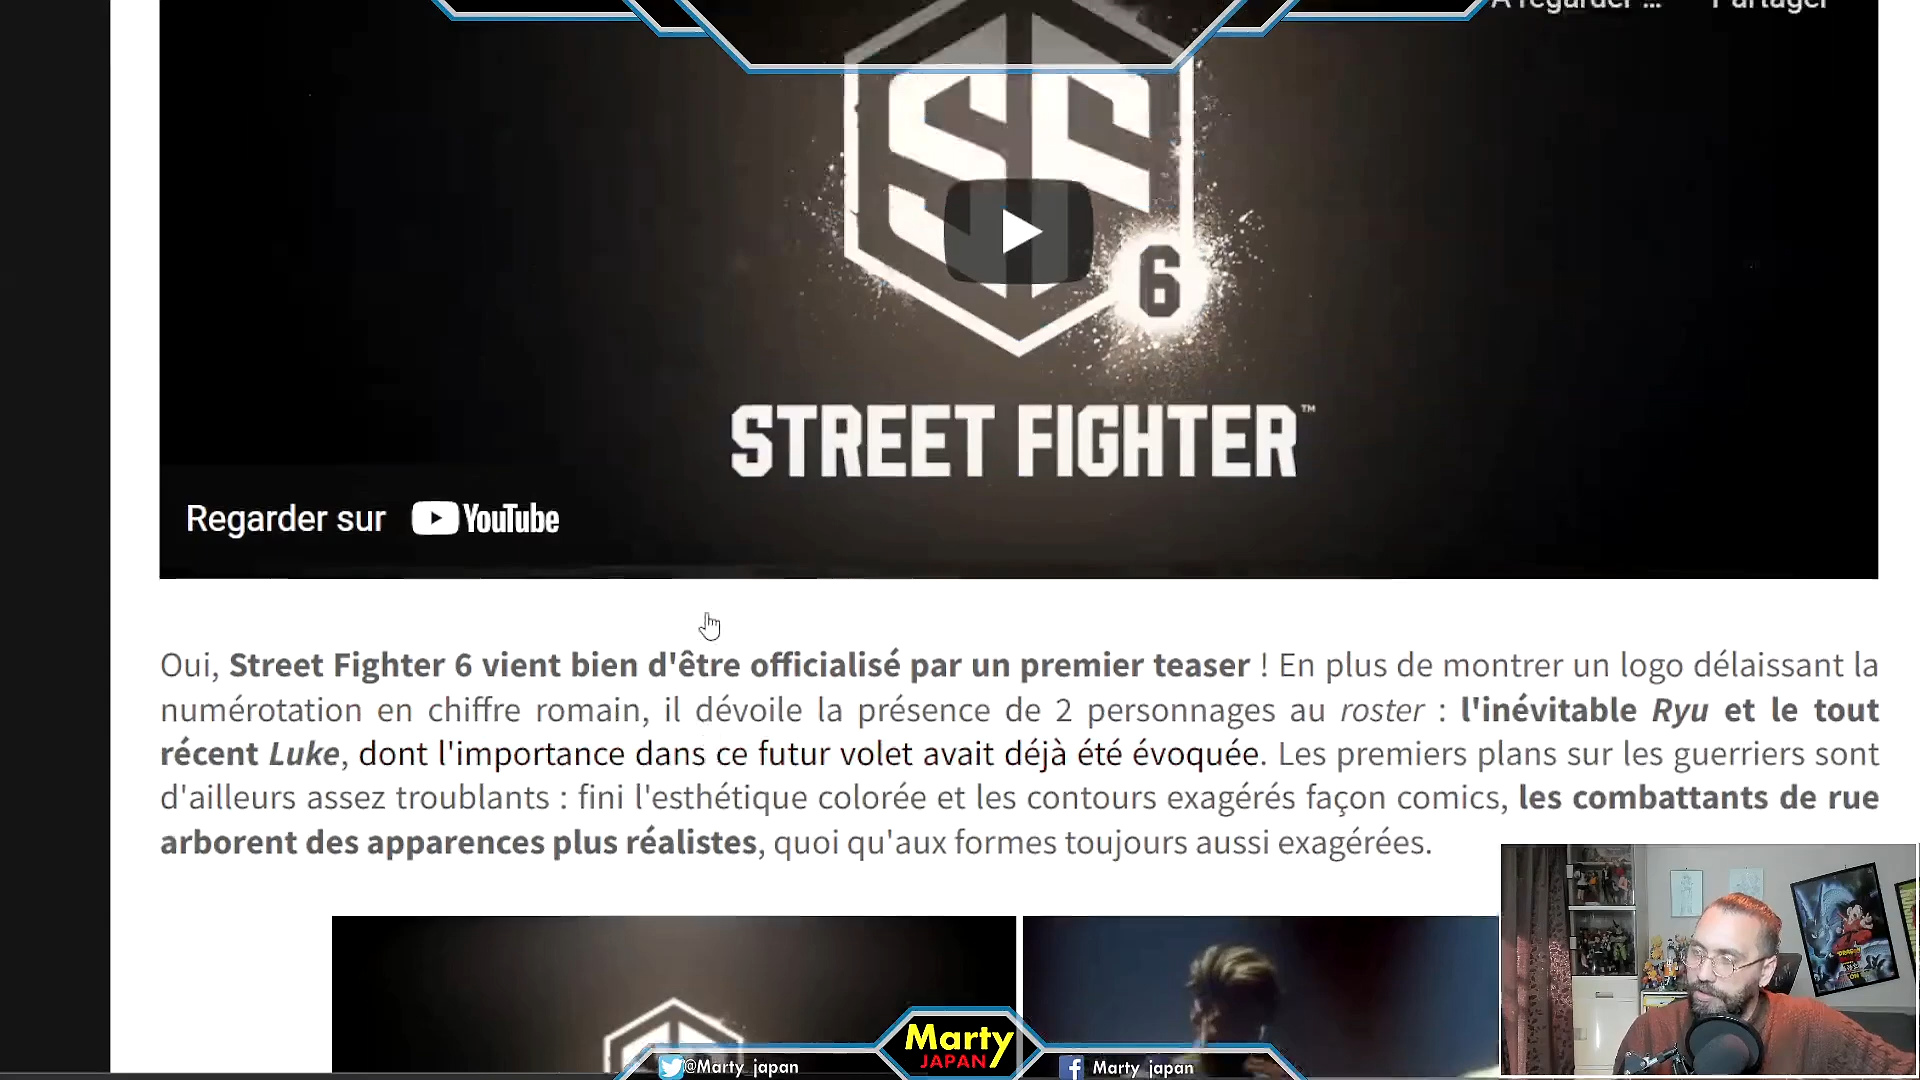 À regarder ... Partager
SF
6
STREET FIGHTER™
Regarder sur YouTube
Oui, Street Fighter 6 vient bien d'être officialisé par un premier teaser ! En plus de montrer un logo délaissant la
numérotation en chiffre romain, il dévoile la présence de 2 personnages au roster : l'inévitable Ryu et le tout
récent Luke, dont l'importance dans ce futur volet avait déjà été évoquée. Les premiers plans sur les guerriers sont
d'ailleurs assez troublants : fini l'esthétique colorée et les contours exagérés façon comics, les combattants de rue
arborent des apparences plus réalistes, quoi qu'aux formes toujours aussi exagérées.
Marty
JAPAN
@Marty_japan
Marty_japan